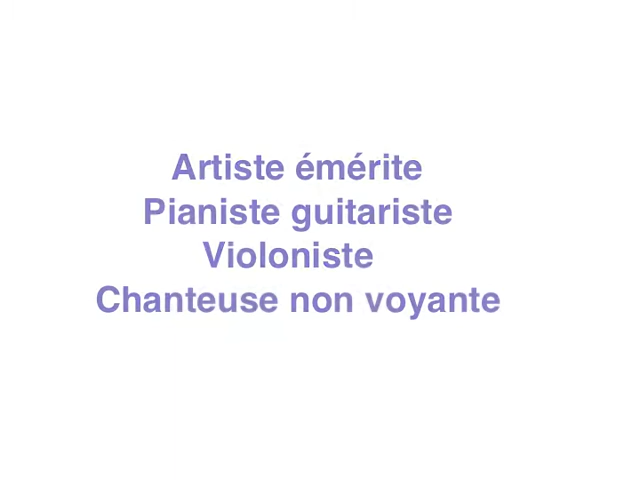 Artiste émérite
Pianiste guitariste
Violoniste
Chanteuse non voyante